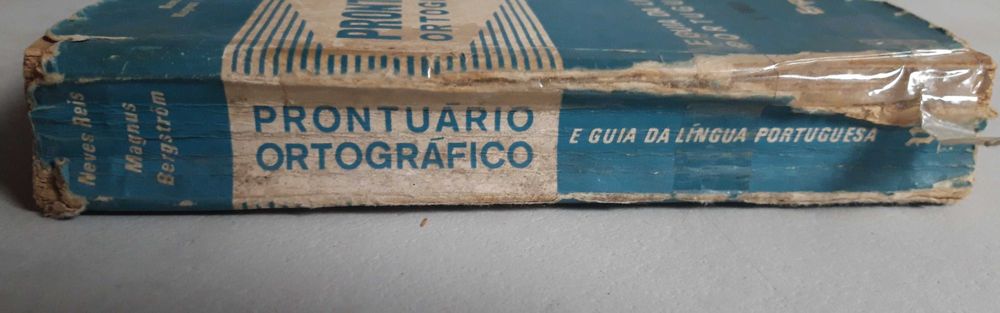 Neves Reis
Magnus
Bergström
PRONTUÁRIO
ORTOGRÁFICO
E GUIA DA LÍNGUA PORTUGUESA